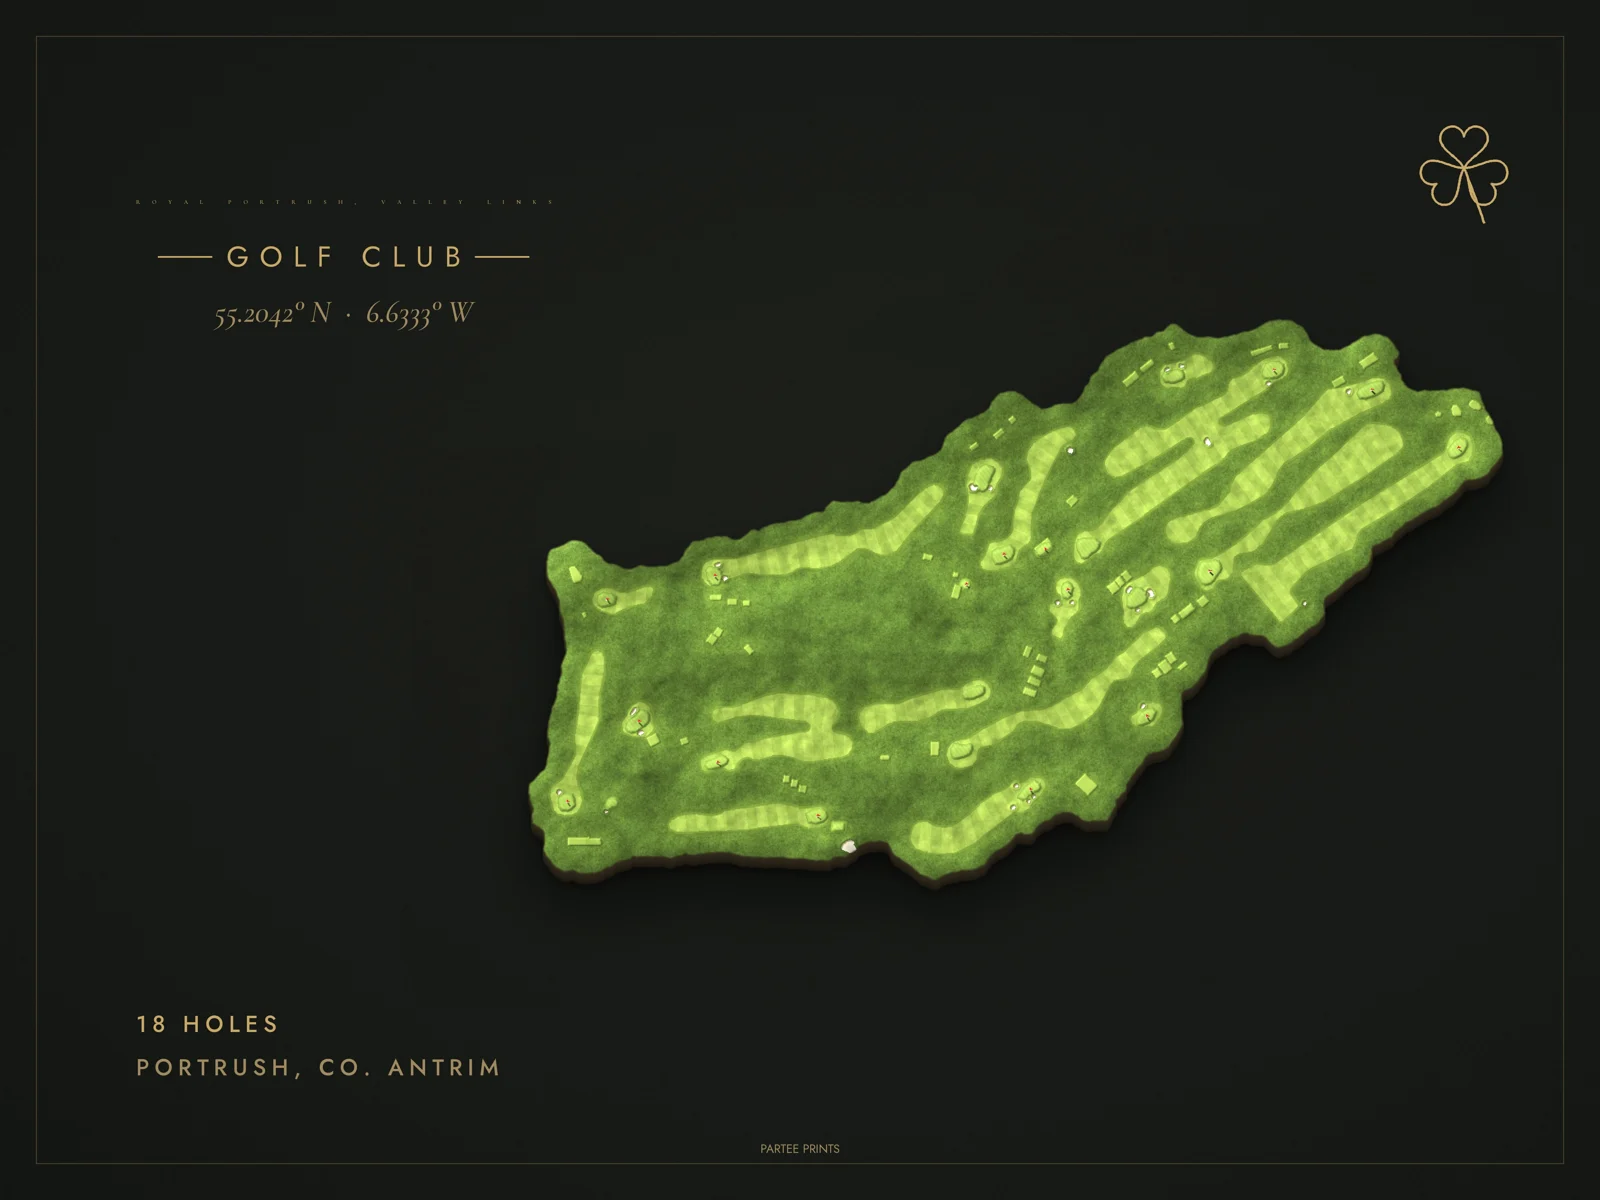 ROYAL PORTRUSH, VALLEY LINKS
GOLF CLUB
55.2042° N · 6.6333° W
18 HOLES
PORTRUSH, CO. ANTRIM
PARTEE PRINTS